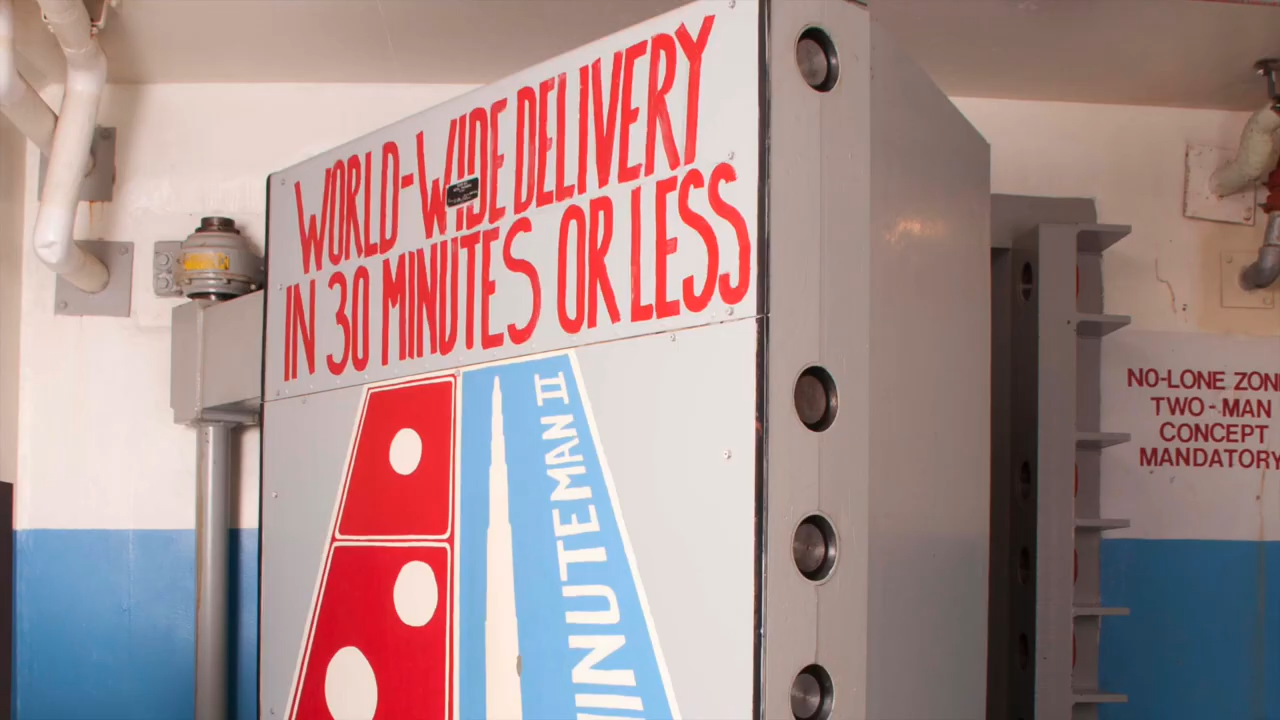 WORLD-WIDE DELIVERY
IN 30 MINUTES OR LESS
MINUTEMAN II
NO-LONE ZONE
TWO-MAN
CONCEPT
MANDATORY